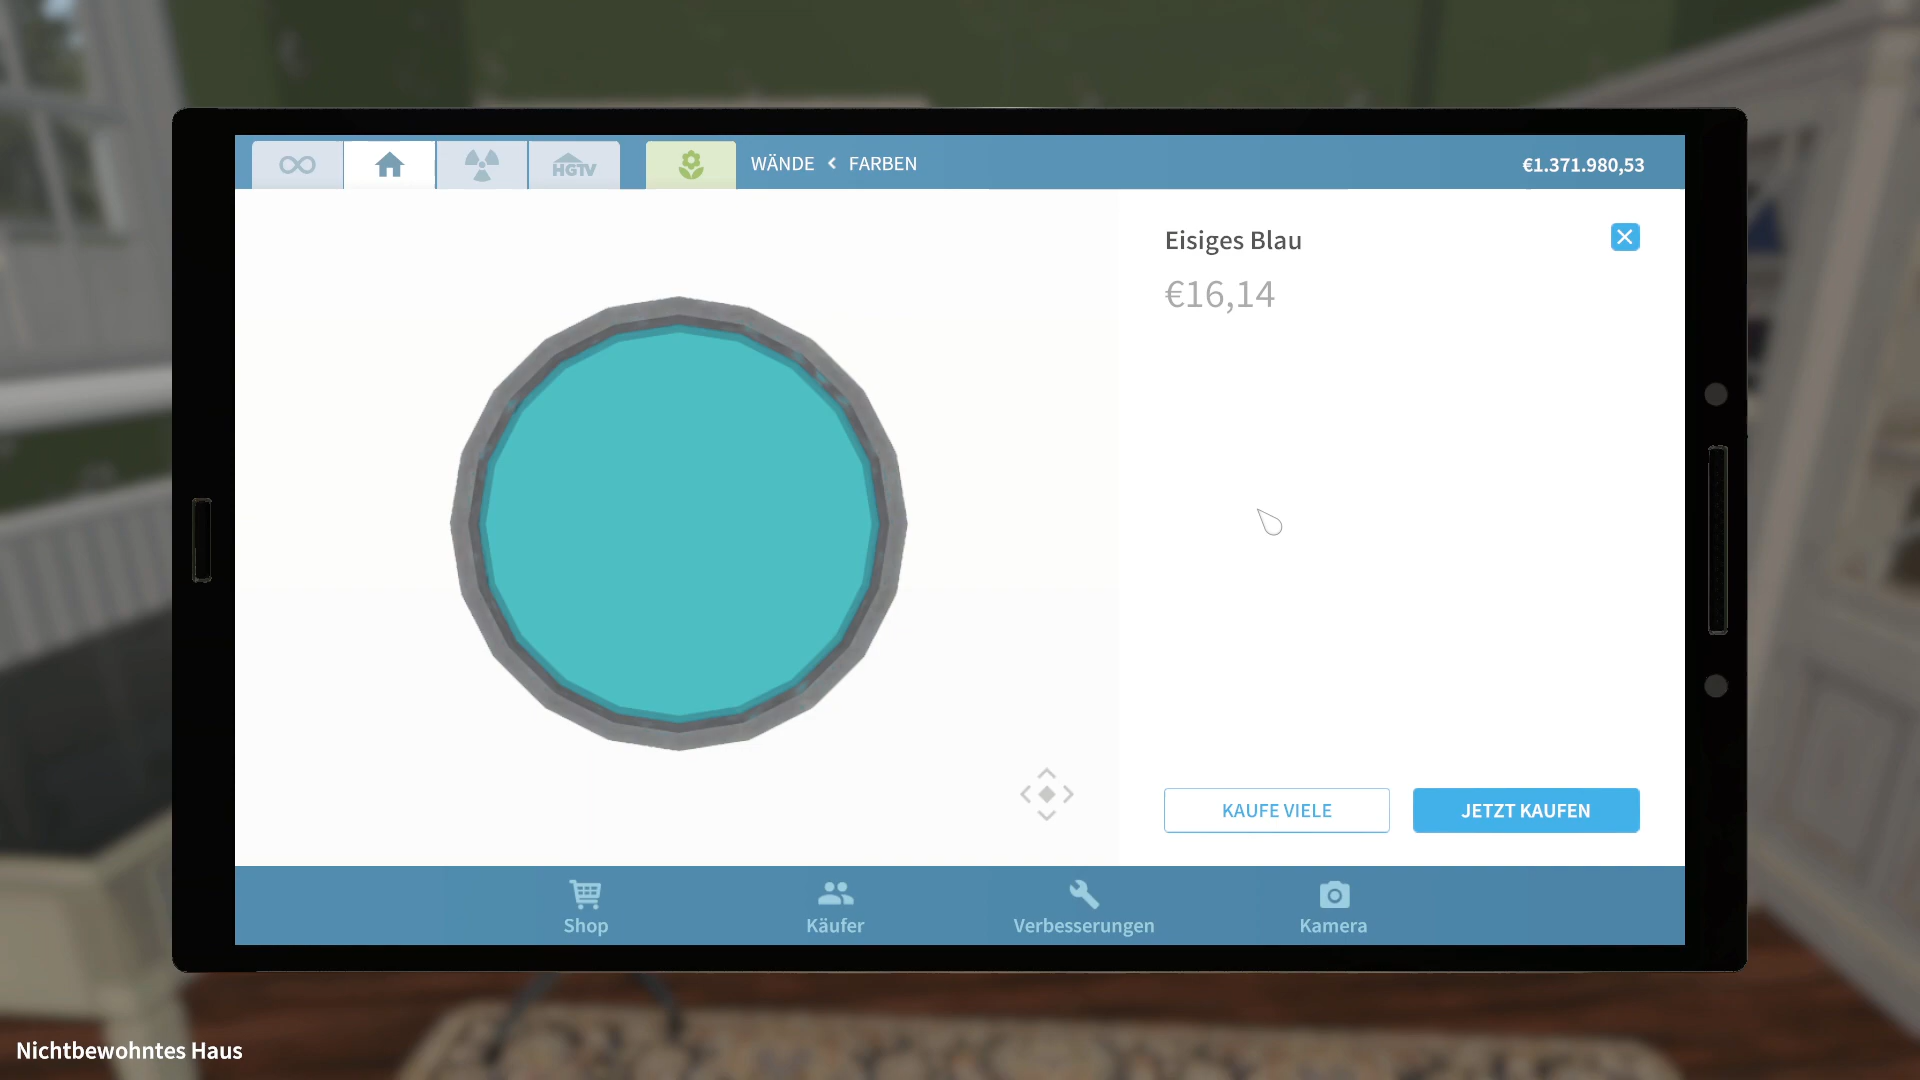 HGTV
WÄNDE < FARBEN
€1.371.980,53
Eisiges Blau
€16,14
KAUFE VIELE
JETZT KAUFEN
Shop
Käufer
Verbesserungen
Kamera
Nichtbewohntes Haus